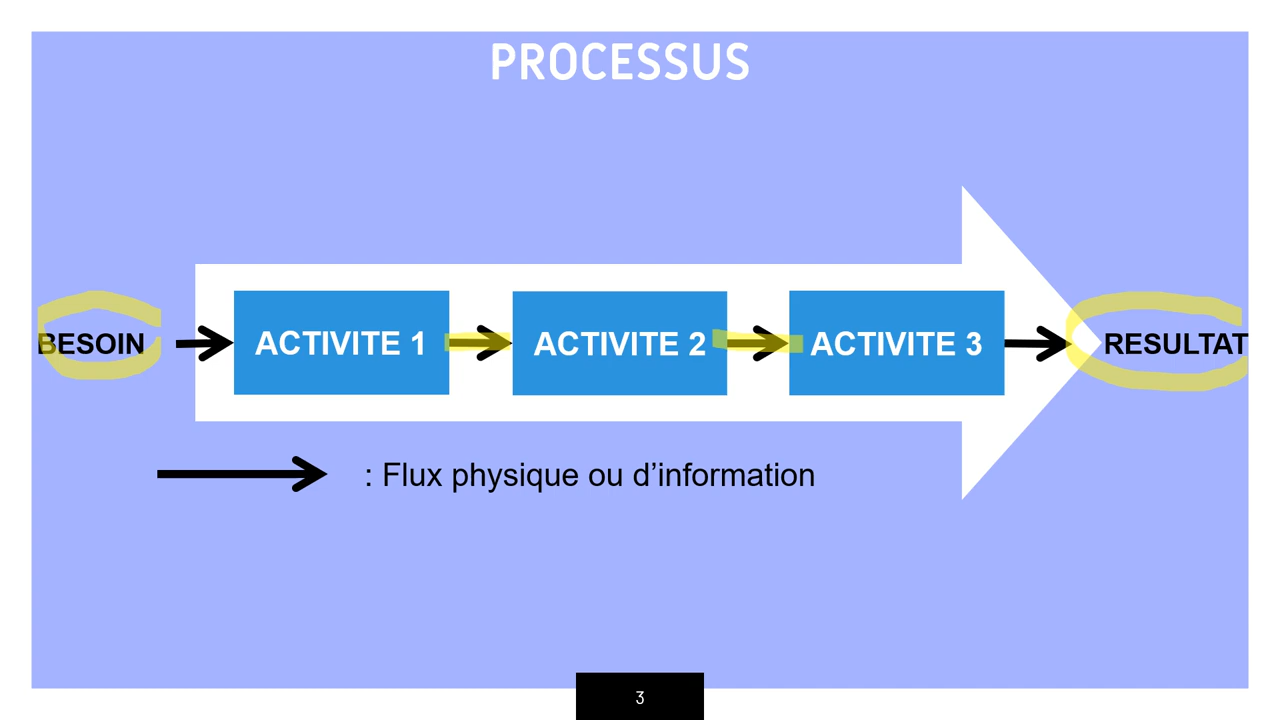 PROCESSUS
BESOIN
ACTIVITE 1
ACTIVITE 2
ACTIVITE 3
RESULTAT
: Flux physique ou d’information
3